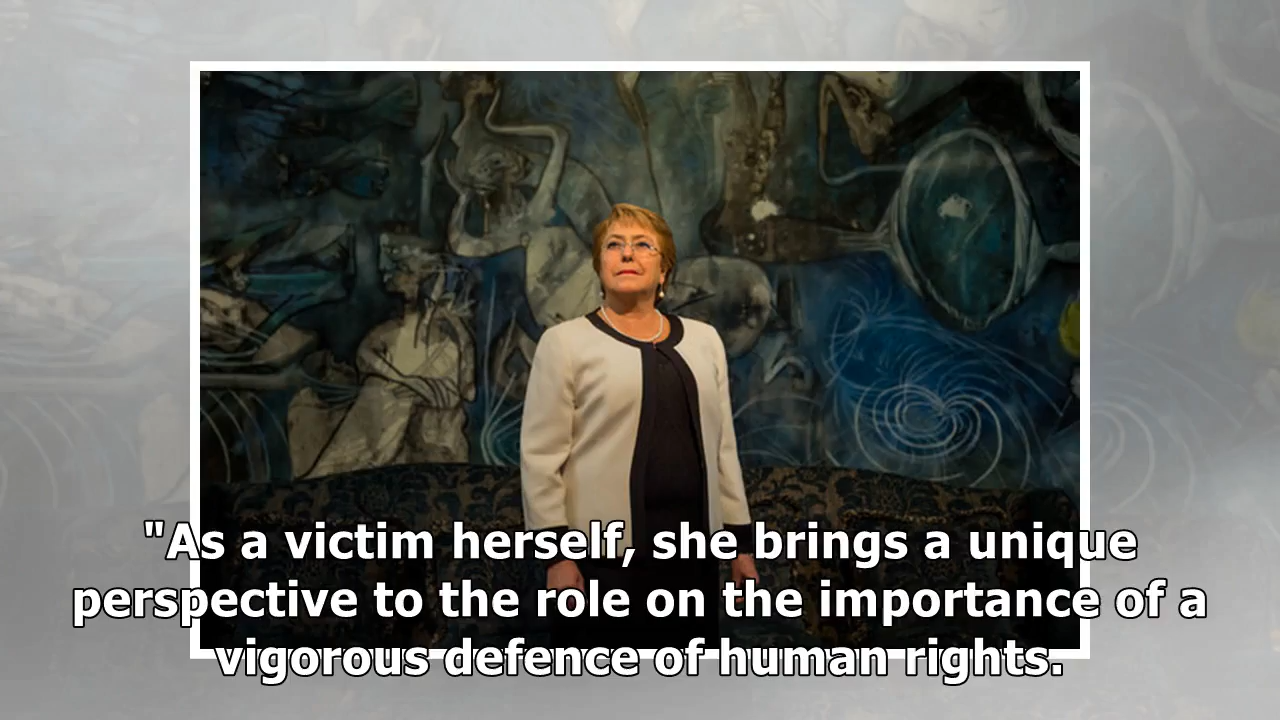 "As a victim herself, she brings a unique
perspective to the role on the importance of a
vigorous defence of human rights.